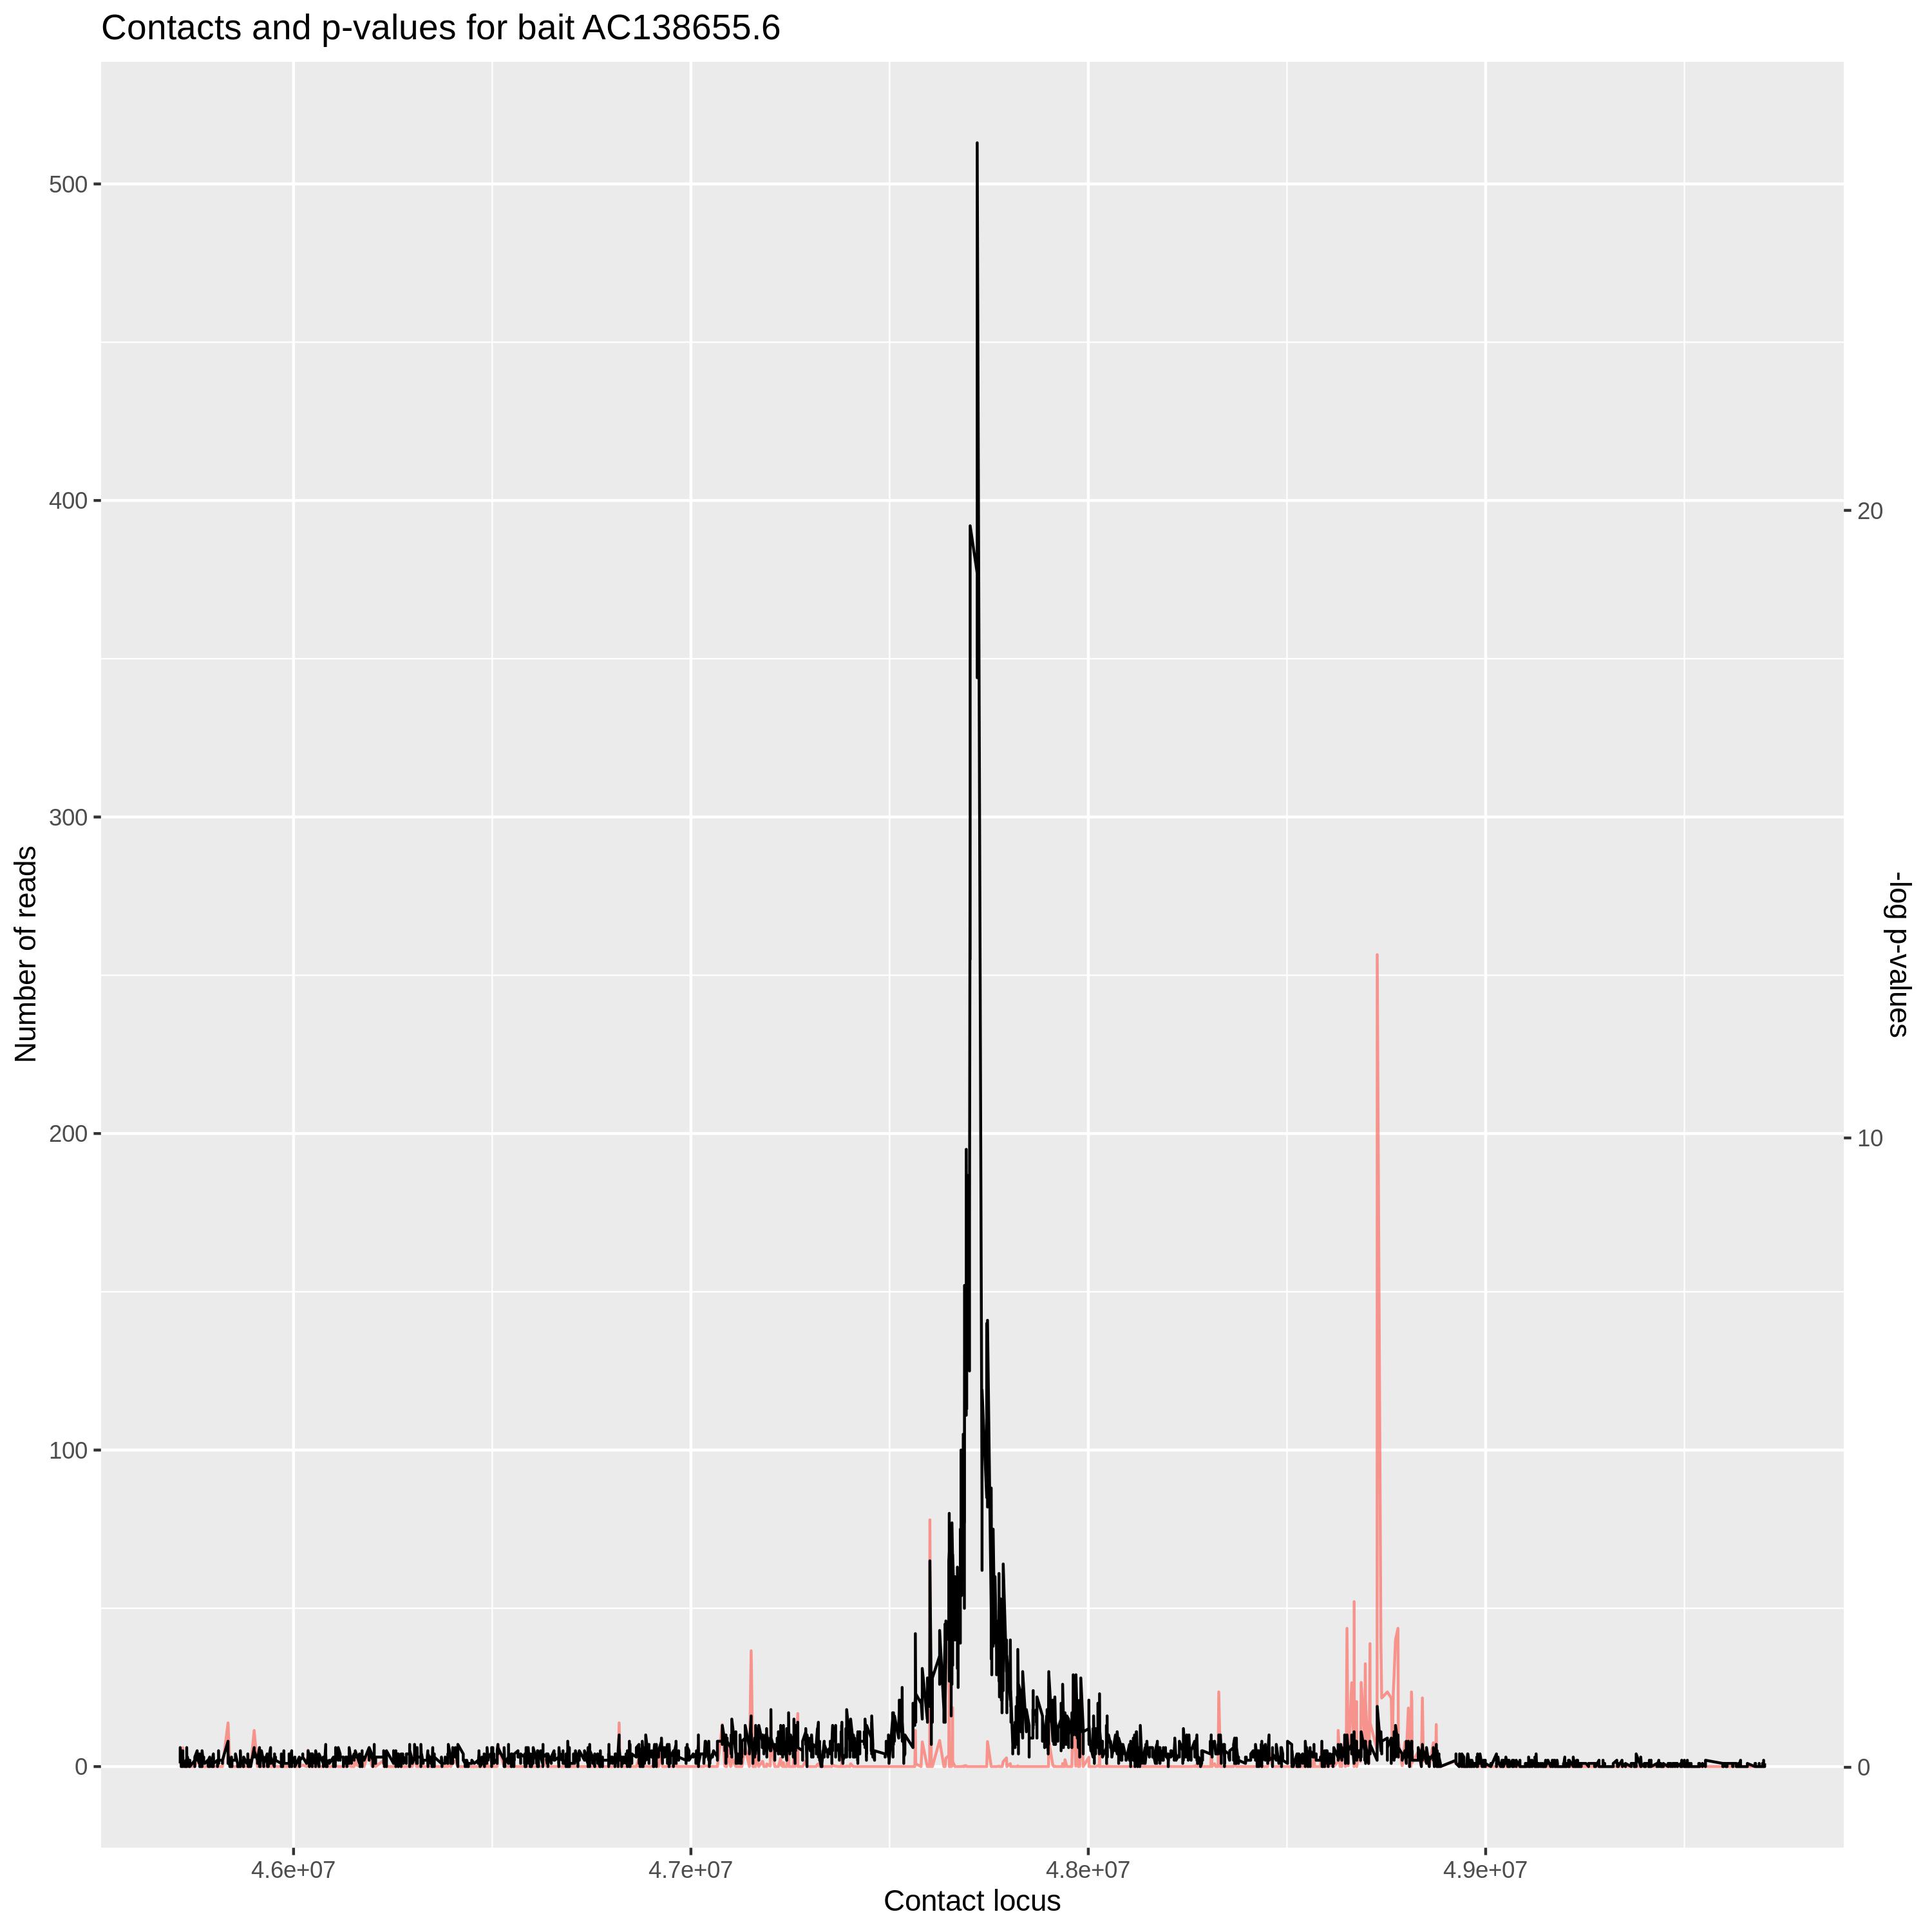 Contacts and p-values for bait AC138655.6
500
400
300
200
100
0
Number of reads
20
10
0
-log p-values
4.6e+07
4.7e+07
4.8e+07
4.9e+07
Contact locus